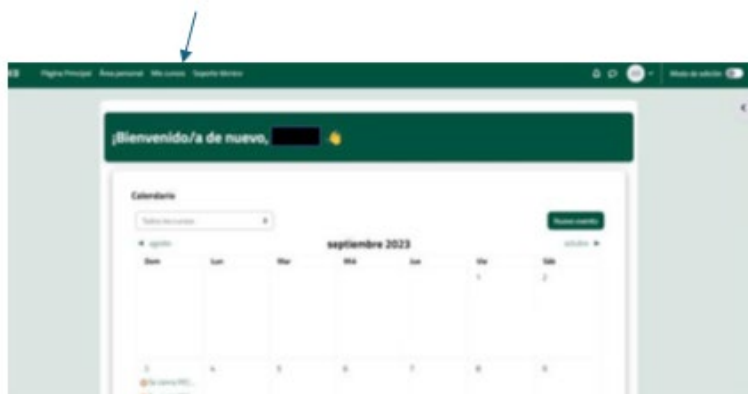 Página Principal Área personal Mis cursos Soporte técnico
Modo de edición
¡Bienvenido/a de nuevo,
Calendario
Todos los cursos
Nuevo evento
◄ agosto septiembre 2023 octubre ►
Dom Lun Mar Mié Jue Vie Sáb
1 2
3 4 5 6 7 8 9
Se cierra